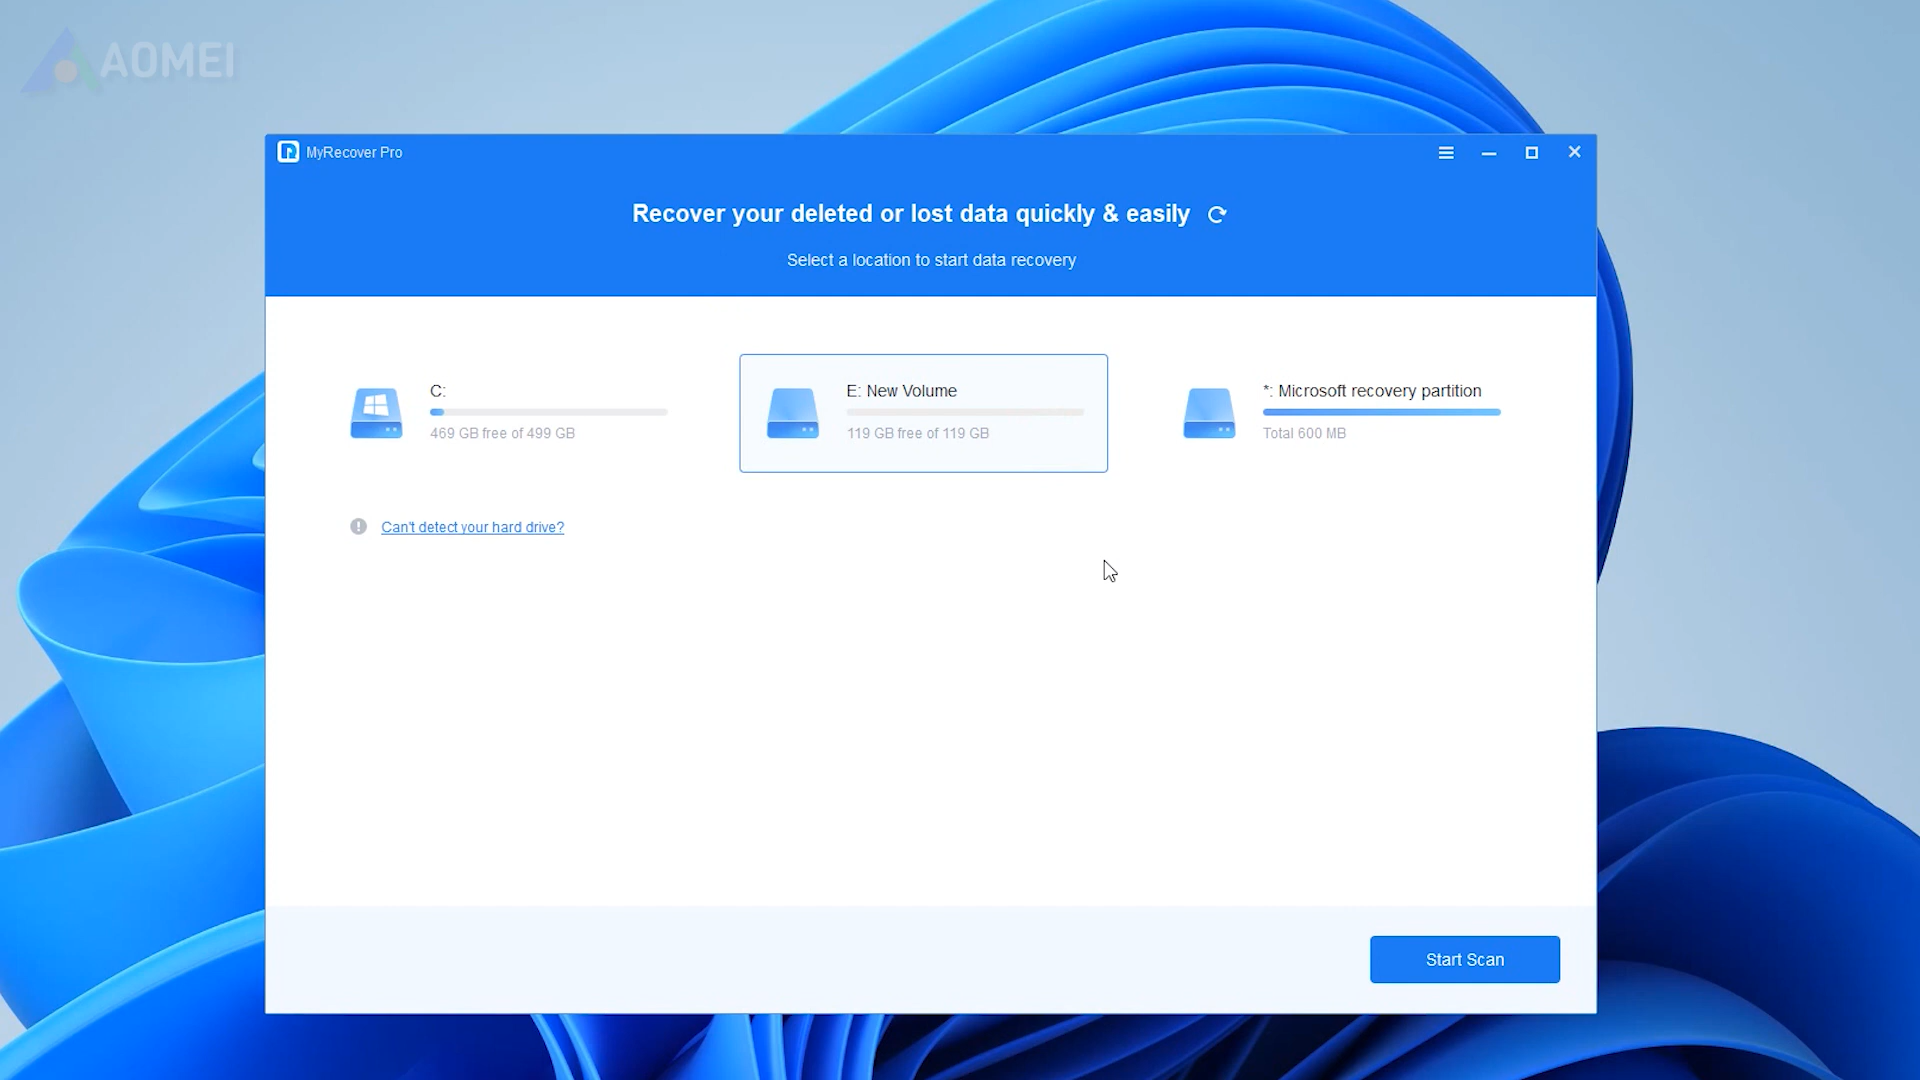 AOMEI
MyRecover Pro
Recover your deleted or lost data quickly & easily
Select a location to start data recovery
C:
469 GB free of 499 GB
E: New Volume
119 GB free of 119 GB
*: Microsoft recovery partition
Total 600 MB
Can't detect your hard drive?
Start Scan